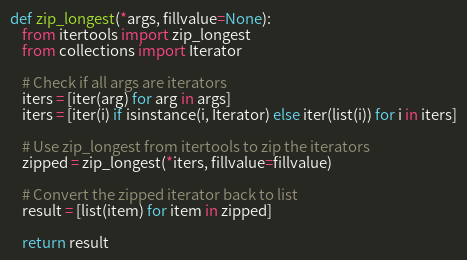 def zip_longest(*args, fillvalue=None):
    from itertools import zip_longest
    from collections import Iterator

    # Check if all args are iterators
    iters = [iter(arg) for arg in args]
    iters = [iter(i) if isinstance(i, Iterator) else iter(list(i)) for i in iters]

    # Use zip_longest from itertools to zip the iterators
    zipped = zip_longest(*iters, fillvalue=fillvalue)

    # Convert the zipped iterator back to list
    result = [list(item) for item in zipped]

    return result